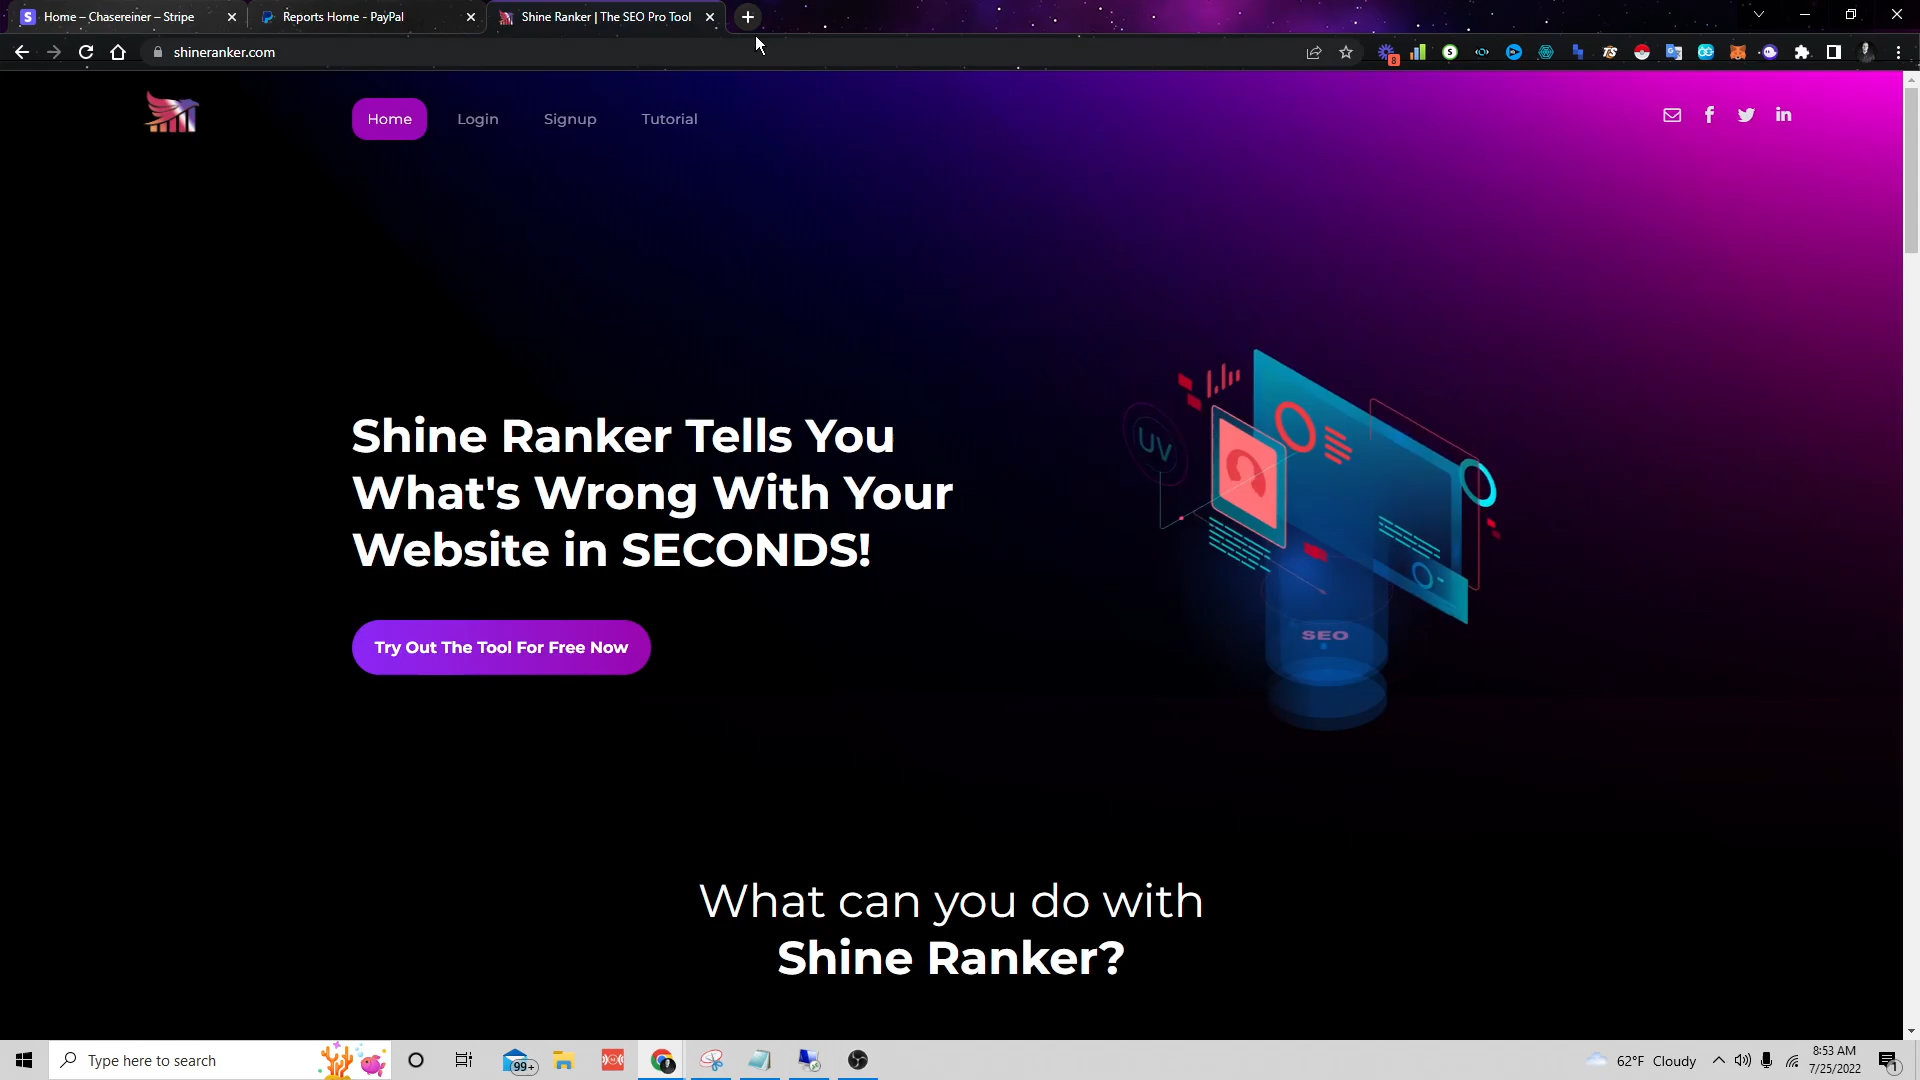 Home – Chasereiner – Stripe
Reports Home - PayPal
Shine Ranker | The SEO Pro Tool
shineranker.com
8
Home
Login
Signup
Tutorial
Shine Ranker Tells You
What's Wrong With Your
Website in SECONDS!
Try Out The Tool For Free Now
UV
SEO
What can you do with
Shine Ranker?
Type here to search
99+
62°F Cloudy
8:53 AM
7/25/2022
1